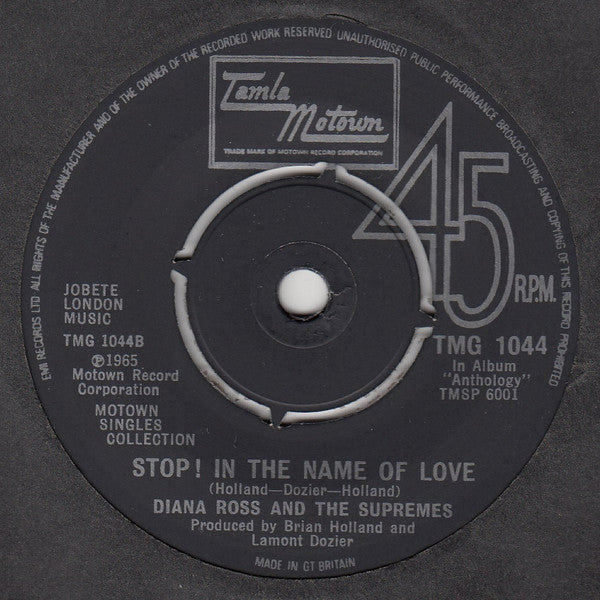 EMI RECORDS LTD ALL RIGHTS OF THE MANUFACTURER AND OF THE OWNER OF THE RECORDED WORK RESERVED UNAUTHORISED PUBLIC PERFORMANCE BROADCASTING AND COPYING OF THIS RECORD PROHIBITED
Tamla
Motown
TRADE MARK OF MOTOWN RECORD CORPORATION
45
R.P.M.
JOBETE
LONDON
MUSIC
TMG 1044B
Ⓟ1965
Motown Record
Corporation
MOTOWN
SINGLES
COLLECTION
TMG 1044
In Album
"Anthology"
TMSP 6001
STOP! IN THE NAME OF LOVE
(Holland—Dozier—Holland)
DIANA ROSS AND THE SUPREMES
Produced by Brian Holland and
Lamont Dozier
MADE IN GT BRITAIN